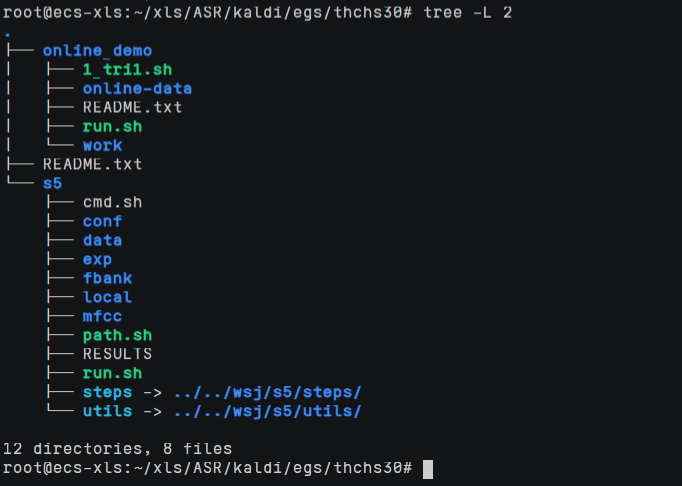 root@ecs-xls:~/xls/ASR/kaldi/egs/thchs30# tree -L 2
.
├── online_demo
│   ├── 1_tri1.sh
│   ├── online-data
│   ├── README.txt
│   ├── run.sh
│   └── work
├── README.txt
└── s5
    ├── cmd.sh
    ├── conf
    ├── data
    ├── exp
    ├── fbank
    ├── local
    ├── mfcc
    ├── path.sh
    ├── RESULTS
    ├── run.sh
    ├── steps -> ../../wsj/s5/steps/
    └── utils -> ../../wsj/s5/utils/
12 directories, 8 files
root@ecs-xls:~/xls/ASR/kaldi/egs/thchs30#